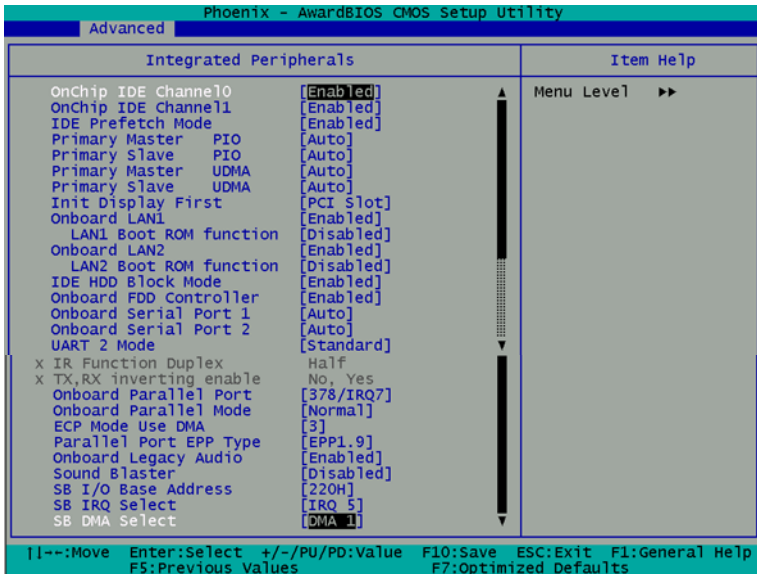 Phoenix - AwardBIOS CMOS Setup Utility
Advanced
Integrated Peripherals
Item Help
OnChip IDE Channel0 [Enabled]
Menu Level ▸▸
OnChip IDE Channel1 [Enabled]
IDE Prefetch Mode [Enabled]
Primary Master PIO [Auto]
Primary Slave PIO [Auto]
Primary Master UDMA [Auto]
Primary Slave UDMA [Auto]
Init Display First [PCI Slot]
Onboard LAN1 [Enabled]
LAN1 Boot ROM function [Disabled]
Onboard LAN2 [Enabled]
LAN2 Boot ROM function [Disabled]
IDE HDD Block Mode [Enabled]
Onboard FDD Controller [Enabled]
Onboard Serial Port 1 [Auto]
Onboard Serial Port 2 [Auto]
UART 2 Mode [Standard]
x IR Function Duplex Half
x TX,RX inverting enable No, Yes
Onboard Parallel Port [378/IRQ7]
Onboard Parallel Mode [Normal]
ECP Mode Use DMA [3]
Parallel Port EPP Type [EPP1.9]
Onboard Legacy Audio [Enabled]
Sound Blaster [Disabled]
SB I/O Base Address [220H]
SB IRQ Select [IRQ 5]
SB DMA Select [DMA 1]
↑↓→←:Move Enter:Select +/-/PU/PD:Value F10:Save ESC:Exit F1:General Help
F5:Previous Values F7:Optimized Defaults